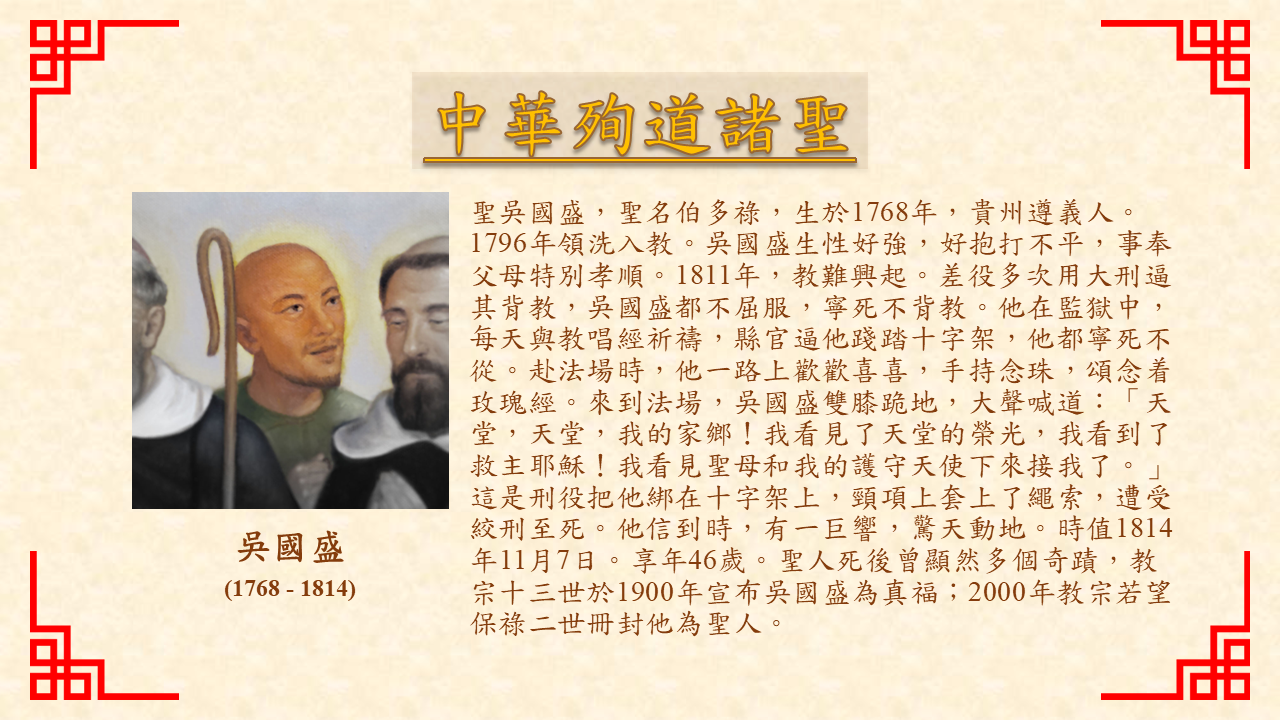 中華殉道諸聖
聖吳國盛，聖名伯多祿，生於1768年，貴州遵義人。
1796年領洗入教。吳國盛生性好強，好抱打不平，事奉
父母特別孝順。1811年，教難興起。差役多次用大刑逼
其背教，吳國盛都不屈服，寧死不背教。他在監獄中，
每天與教唱經祈禱，縣官逼他踐踏十字架，他都寧死不
從。赴法場時，他一路上歡歡喜喜，手持念珠，頌念着
玫瑰經。來到法場，吳國盛雙膝跪地，大聲喊道：「天
堂，天堂，我的家鄉！我看見了天堂的榮光，我看到了
救主耶穌！我看見聖母和我的護守天使下來接我了。」
這是刑役把他綁在十字架上，頸項上套上了繩索，遭受
絞刑至死。他信到時，有一巨響，驚天動地。時值1814
年11月7日。享年46歲。聖人死後曾顯然多個奇蹟，教
宗十三世於1900年宣布吳國盛為真福；2000年教宗若望
保祿二世冊封他為聖人。
吳國盛
(1768 - 1814)